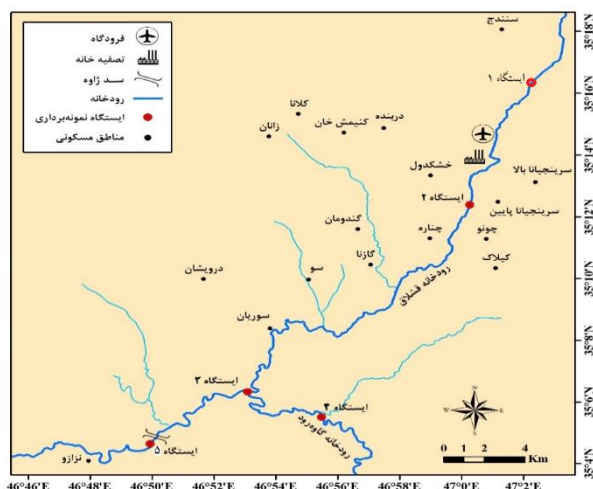 فرودگاه
تصفیه خانه
سد ژاوه
رودخانه
ایستگاه نمونه‌برداری
مناطق مسکونی
سنندج
ایستگاه ۱
کلانا
زانان
کنیمش خان
دربنده
خشکدول
سرینجیانا بالا
ایستگاه ۲
سرینجیانا پایین
گندومان
چناره
چونو
گازنا
کیلاک
درویشان
سو
رودخانه قشلاق
سوریان
ایستگاه ۳
ایستگاه ۴
رودخانه گاوه‌رود
ایستگاه ۵
نزازو
N
W
E
S
0 2 4
Km
35°18'
35°16'
35°14'
35°12'
35°10'
35°8'
35°6'
35°4'
46°46' 46°48' 46°50' 46°52' 46°54' 46°56' 46°58' 47°0' 47°2'